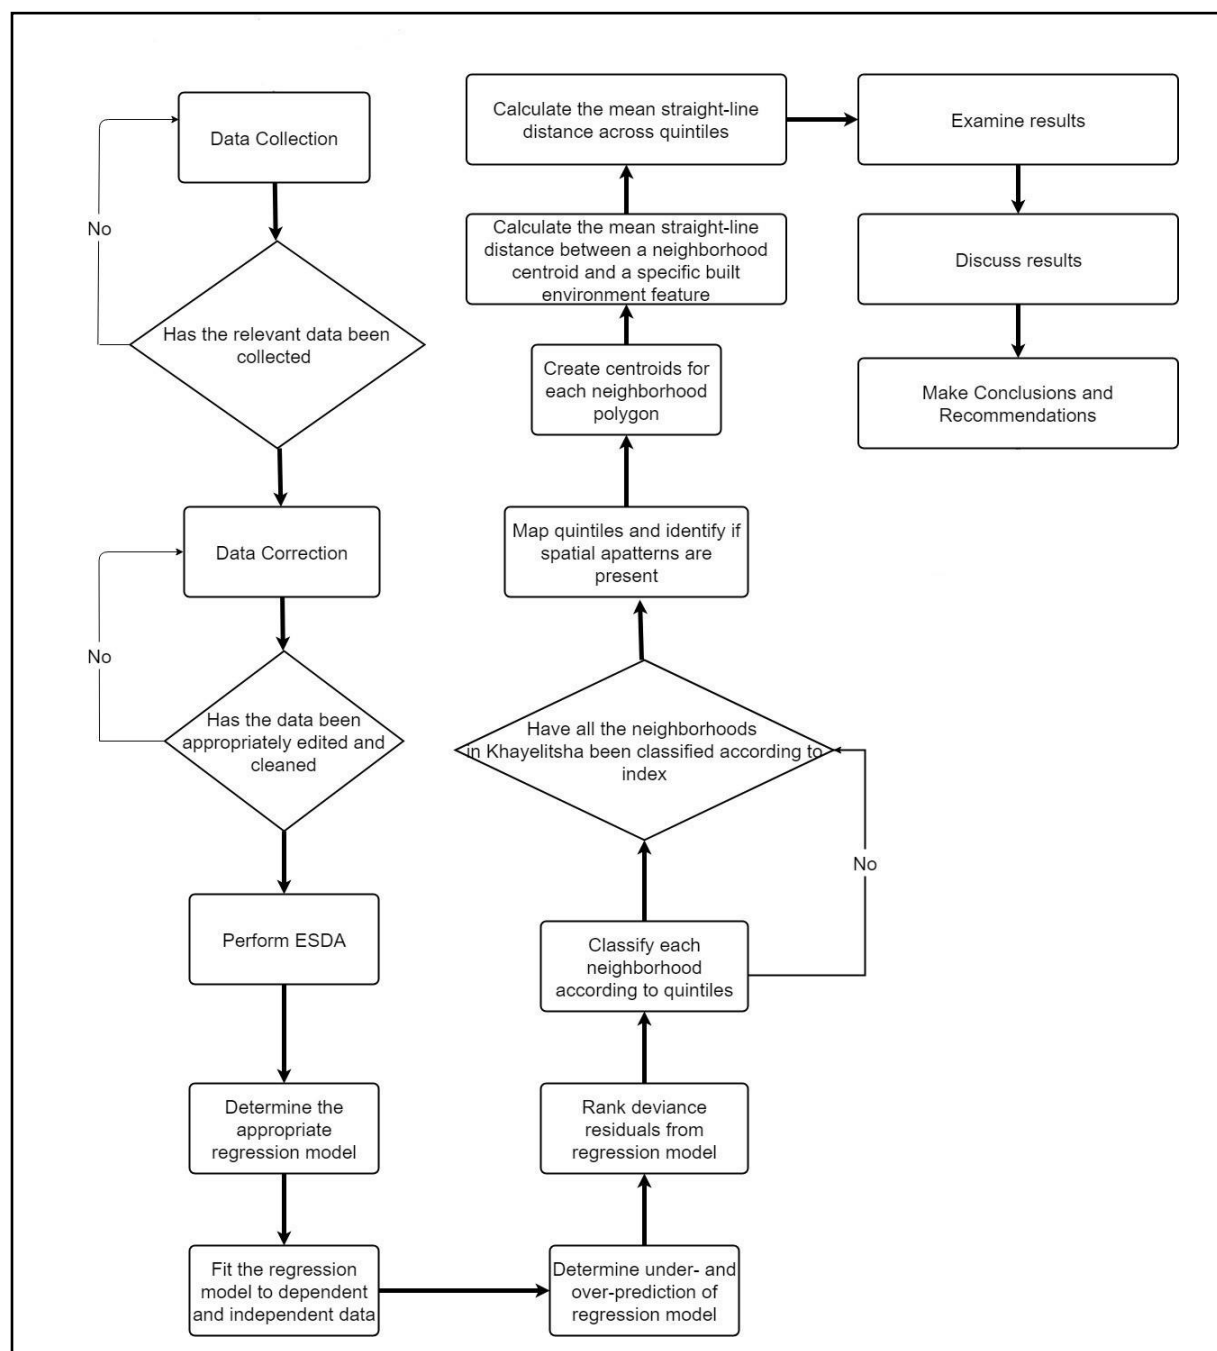 Data Collection
No
Has the relevant data been
collected
Data Correction
No
Has the data been
appropriately edited and
cleaned
Perform ESDA
Determine the
appropriate
regression model
Fit the regression
model to dependent
and independent data
Determine under- and
over-prediction of
regression model
Rank deviance
residuals from
regression model
Classify each
neighborhood
according to quintiles
No
Have all the neighborhoods
in Khayelitsha been classified according to
index
Map quintiles and identify if
spatial apatterns are
present
Create centroids for
each neighborhood
polygon
Calculate the mean straight-line
distance between a neighborhood
centroid and a specific built
environment feature
Calculate the mean straight-line
distance across quintiles
Examine results
Discuss results
Make Conclusions and
Recommendations